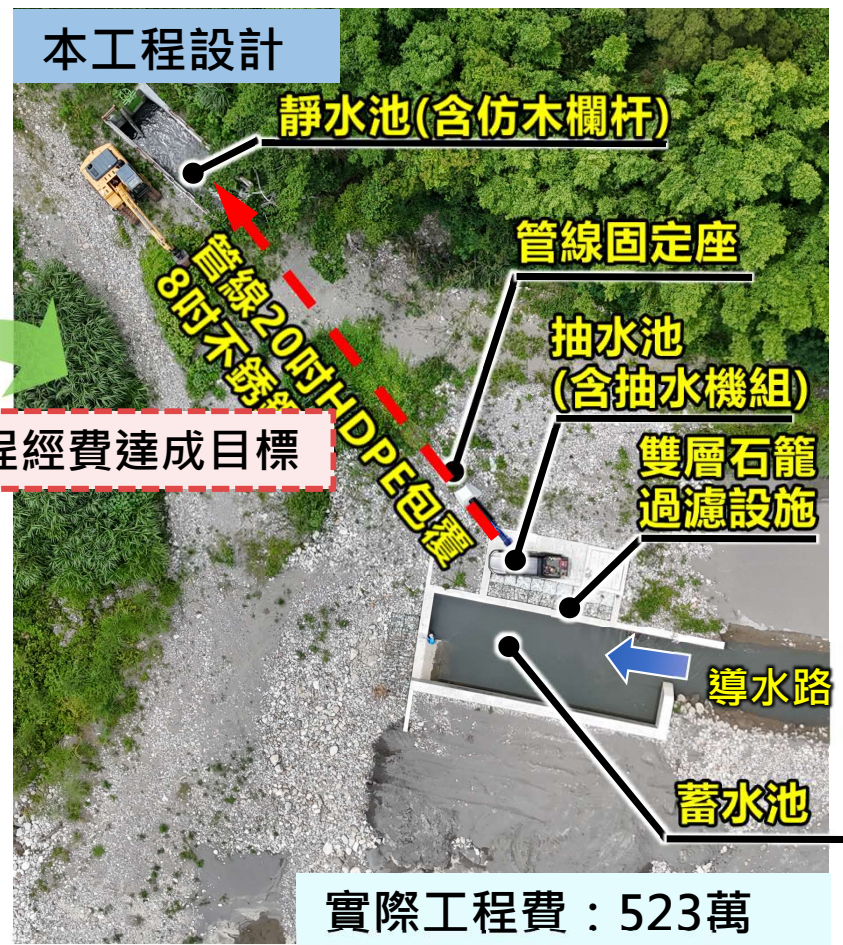 本工程設計
靜水池(含仿木欄杆)
管線固定座
抽水池
(含抽水機組)
雙層石籠
過濾設施
管線20吋HDPE包覆
8吋不銹
程經費達成目標
導水路
蓄水池
實際工程費：523萬